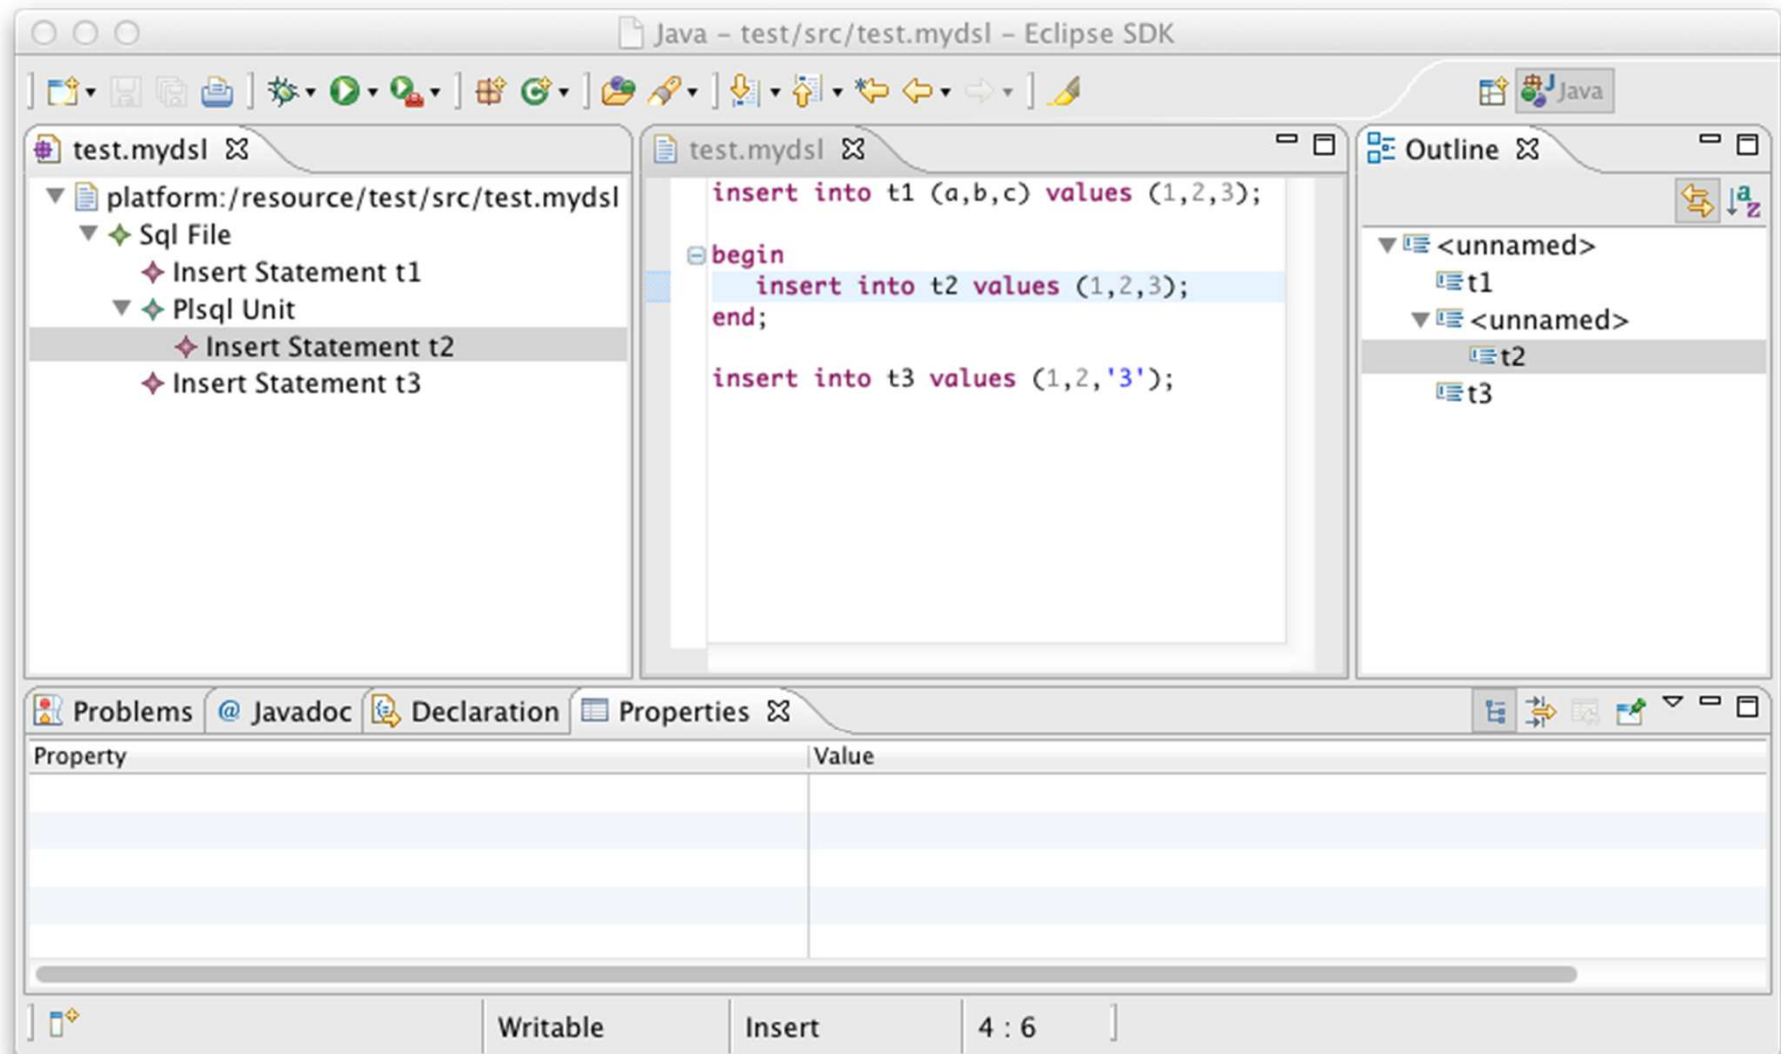 Java – test/src/test.mydsl – Eclipse SDK
Java
test.mydsl
platform:/resource/test/src/test.mydsl
Sql File
Insert Statement t1
Plsql Unit
Insert Statement t2
Insert Statement t3
test.mydsl
insert into t1 (a,b,c) values (1,2,3);
begin
insert into t2 values (1,2,3);
end;
insert into t3 values (1,2,'3');
Outline
<unnamed>
t1
<unnamed>
t2
t3
Problems @ Javadoc Declaration Properties
Property Value
Writable Insert 4 : 6